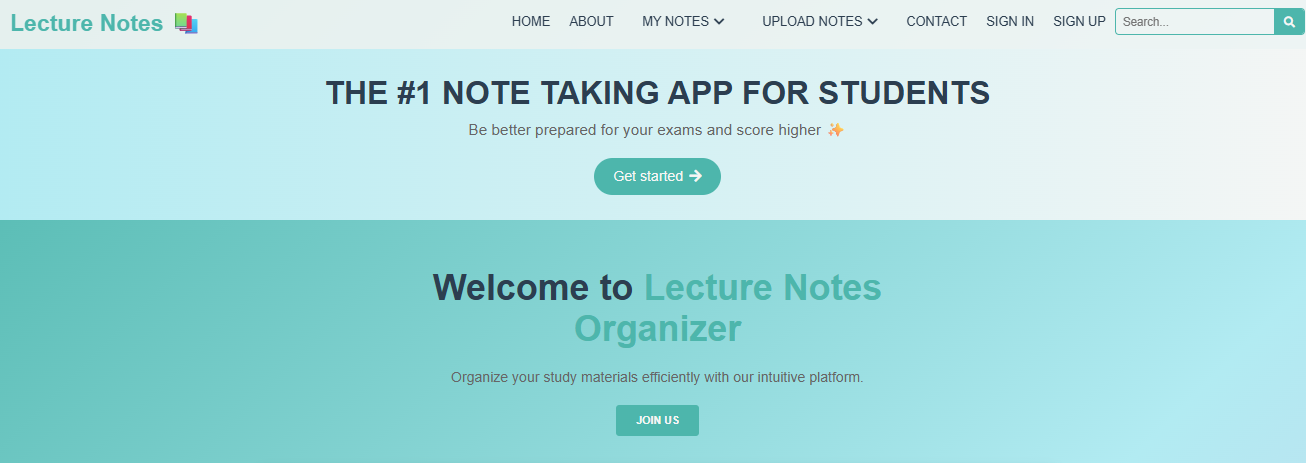 Lecture Notes
HOME ABOUT MY NOTES UPLOAD NOTES CONTACT SIGN IN SIGN UP Search...
THE #1 NOTE TAKING APP FOR STUDENTS
Be better prepared for your exams and score higher ✨
Get started →
Welcome to Lecture Notes
Organizer
Organize your study materials efficiently with our intuitive platform.
JOIN US